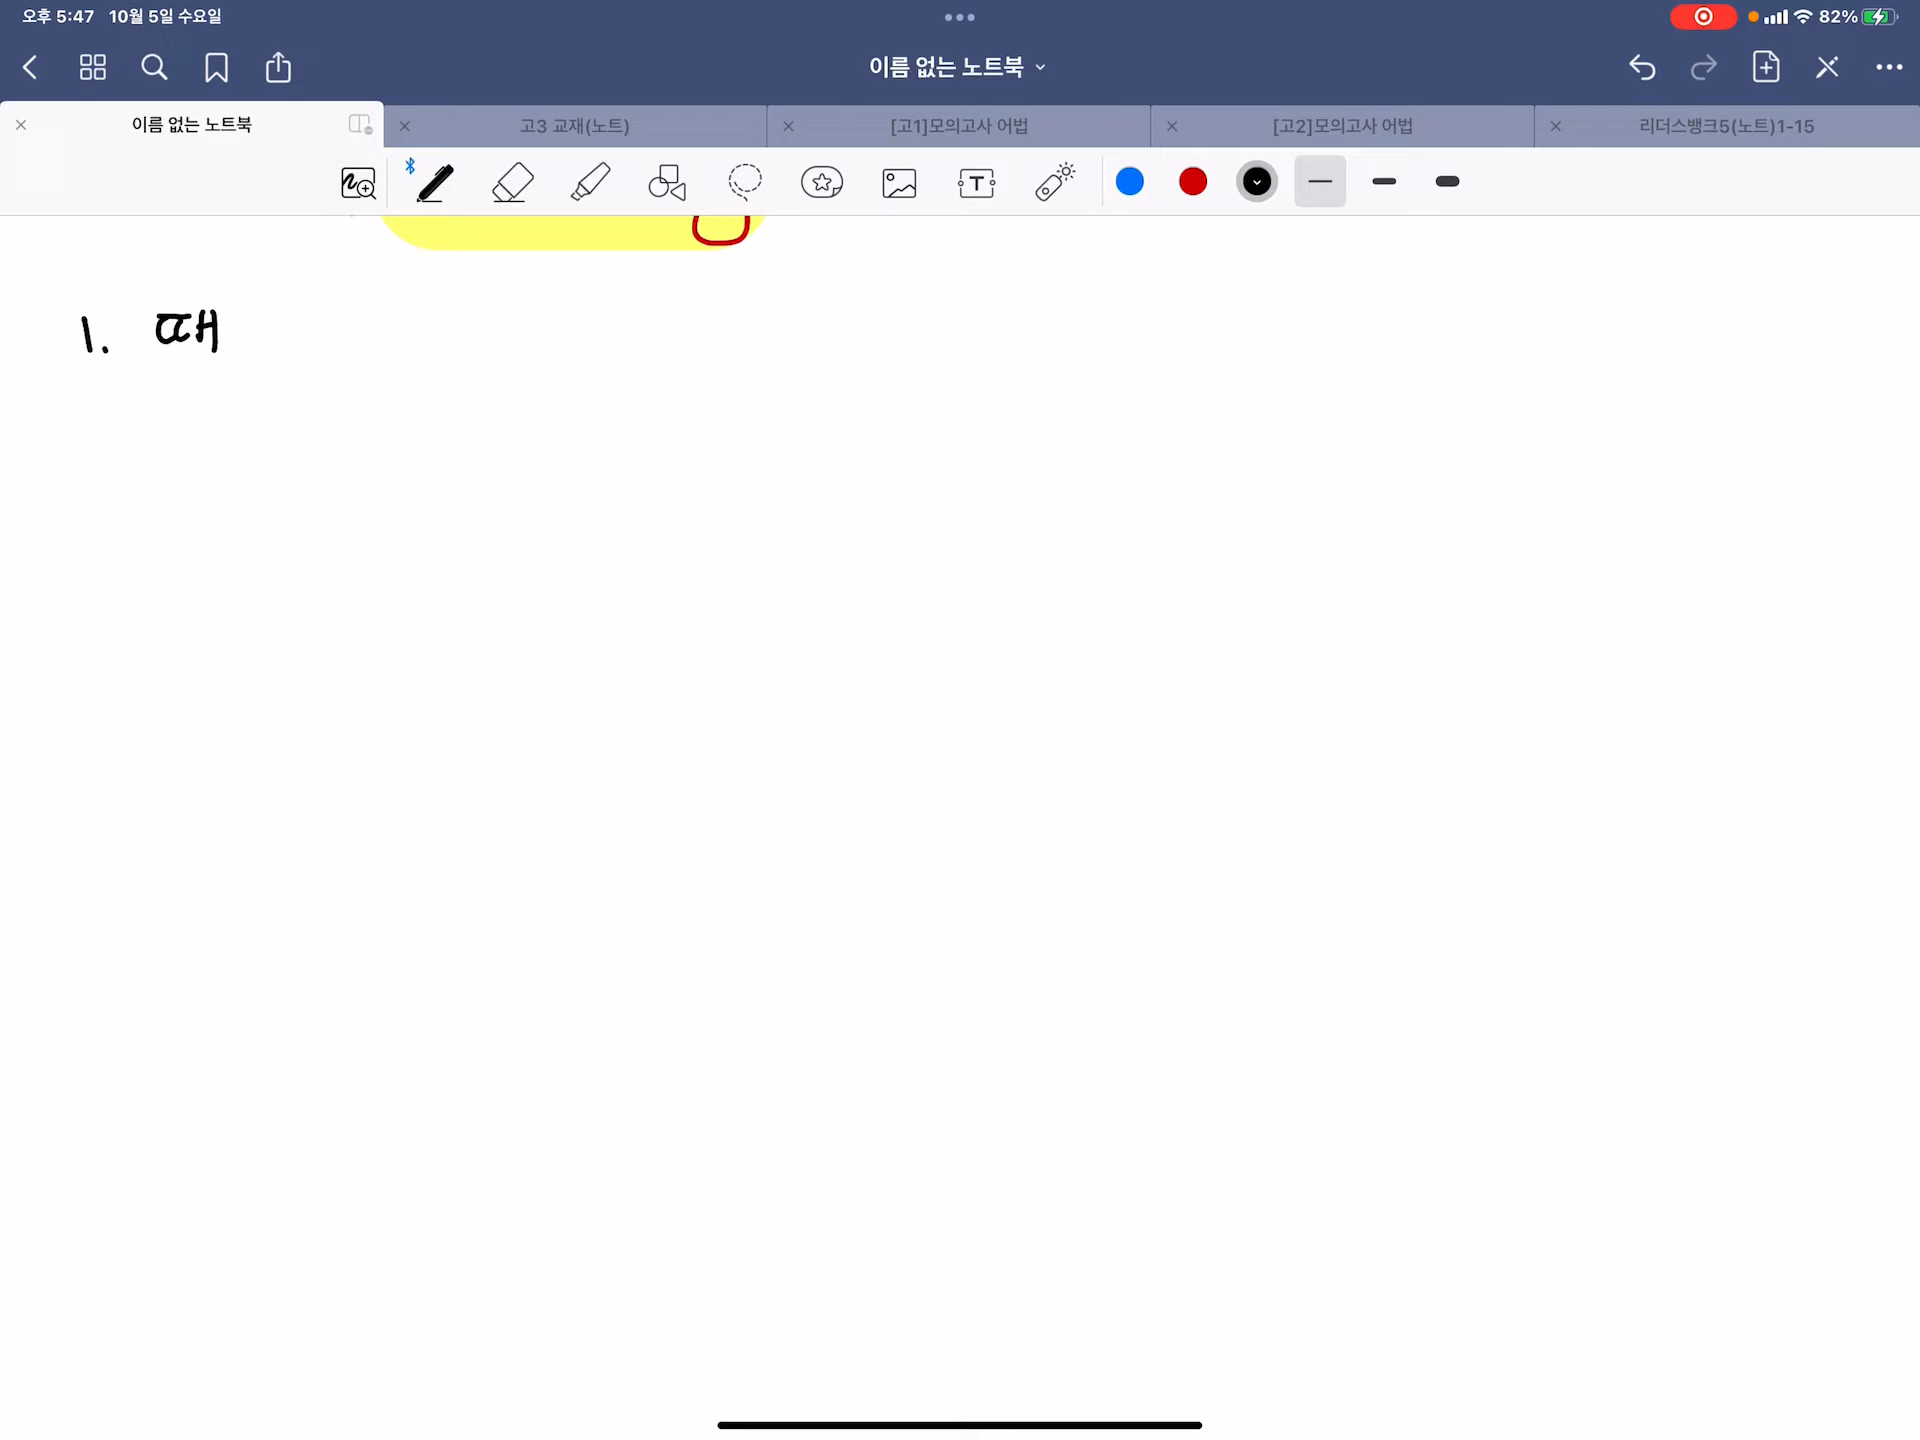 오후 5:47 10월 5일 수요일 82%
이름 없는 노트북
이름 없는 노트북 고3 교재(노트) [고1]모의고사 어법 [고2]모의고사 어법 리더스뱅크5(노트)1-15
T
1. 때